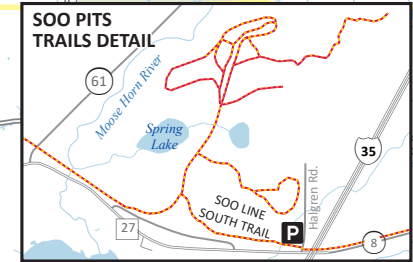 SOO PITS
TRAILS DETAIL
61
Moose Horn River
Spring
Lake
35
Halgren Rd.
SOO LINE
SOUTH TRAIL
P
27
8